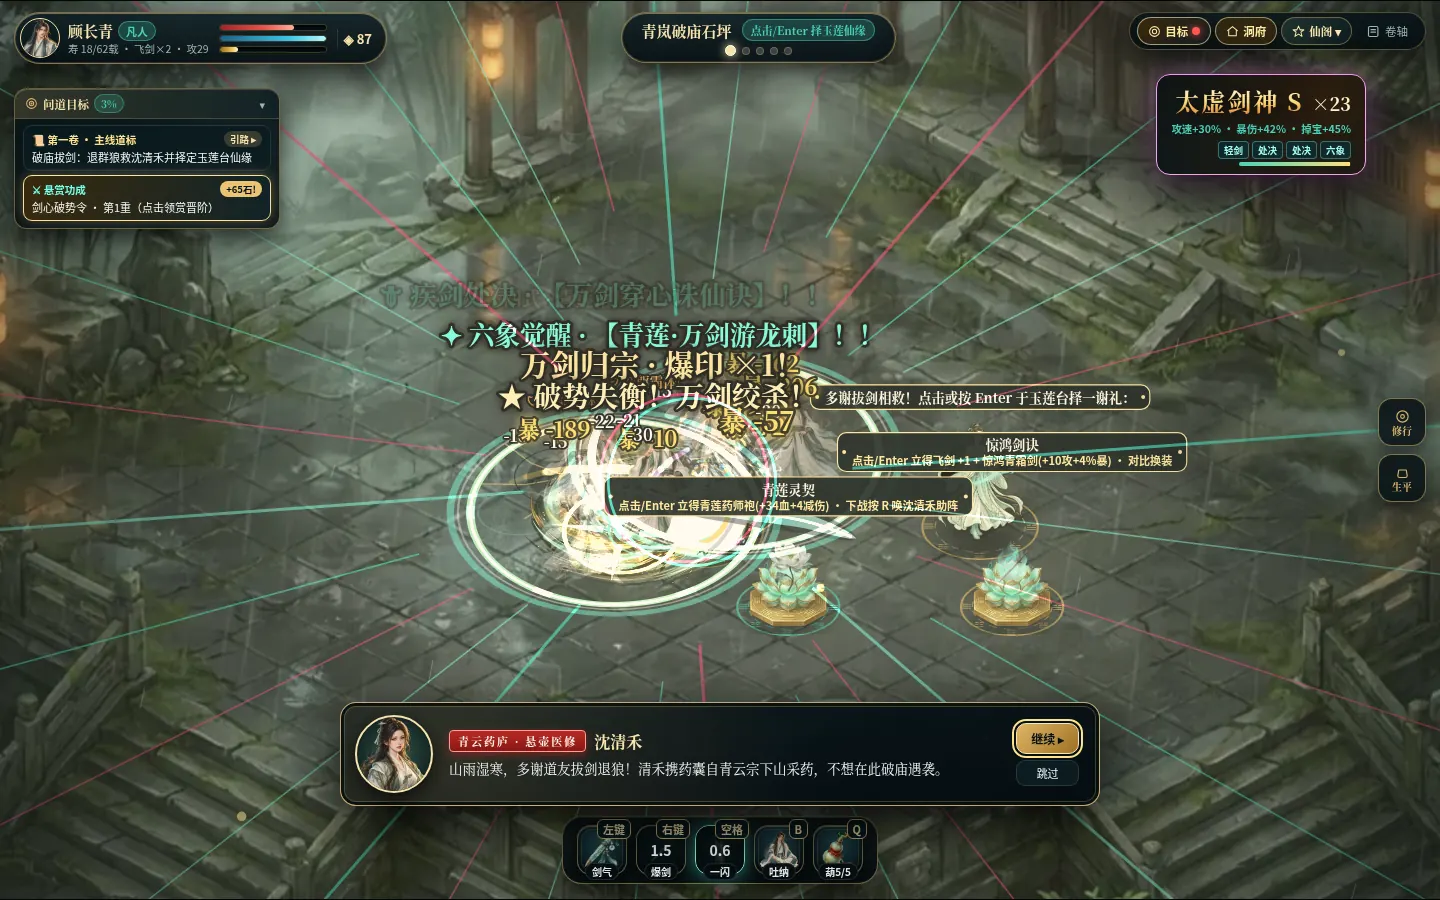 顾长青 凡人
寿 18/62载 · 飞剑×2 · 攻29
◈ 87
青岚破庙石坪 点击/Enter 择玉莲仙缘
目标
洞府
仙阁 ▾
卷轴
问道目标 3% ▾
第一卷 · 主线道标 引路 ▸
破庙拔剑：退群狼救沈清禾并择定玉莲台仙缘
悬赏功成 +65石!
剑心破势令 · 第1重（点击领赏晋阶）
太虚剑神 S ×23
攻速+30% · 暴伤+42% · 掉宝+45%
轻剑 处决 处决 六象
疾剑处决·【万剑穿心诛仙诀】！！
✦ 六象觉醒·【青莲·万剑游龙刺】！！
万剑归宗·爆印 ×1!
★ 破势失衡！万剑绞杀！
暴 -189
-22
-21
-30
暴 -57
多谢拔剑相救！点击或按 Enter 于玉莲台择一谢礼：
惊鸿剑诀
点击/Enter 立得飞剑+1 + 惊鸿青霜剑(+10攻+4%暴) · 对比换装
青莲灵契
点击/Enter 立得青莲药师袍(+34血+4减伤) · 下战按 R 唤沈清禾助阵
修行
生平
青云药庐 · 悬壶医修 沈清禾
山雨湿寒，多谢道友拔剑退狼！清禾携药囊自青云宗下山采药，不想在此破庙遇袭。
继续 ▸
跳过
左键 右键 空格 B Q
1.5 0.6
剑气 爆剑 一闪 吐纳 葫5/5